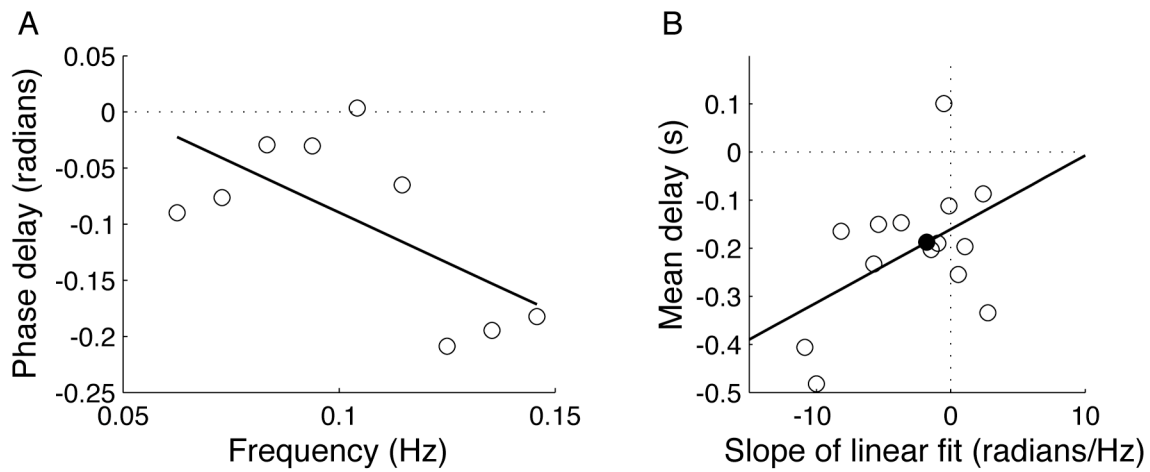 A
Phase delay (radians)
0.05
0
-0.05
-0.1
-0.15
-0.2
-0.25
0.05 0.1 0.15
Frequency (Hz)
B
Mean delay (s)
0.1
0
-0.1
-0.2
-0.3
-0.4
-0.5
-10 0 10
Slope of linear fit (radians/Hz)